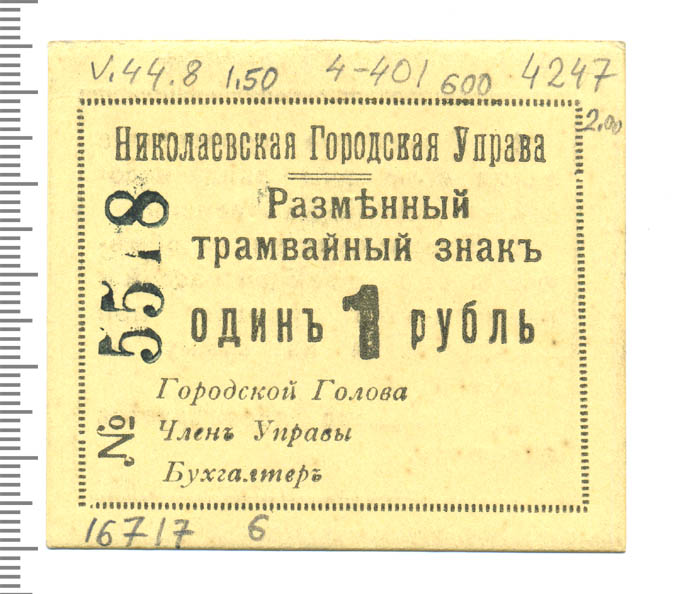 v.44.8 1.50 4-401 600 4247
2.00
Николаевская Городская Управа
Размѣнный
трамвайный знакъ
одинъ 1 рубль
Городской Голова
Членъ Управы
Бухгалтеръ
№ 5518
16717 6